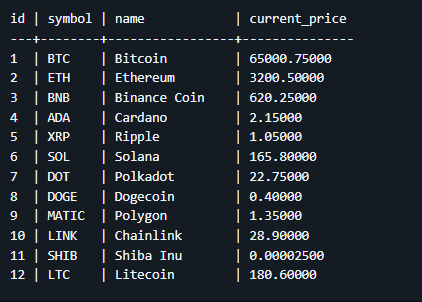 id | symbol | name            | current_price
---+--------+-----------------+---------------
1  | BTC    | Bitcoin         | 65000.75000
2  | ETH    | Ethereum        | 3200.50000
3  | BNB    | Binance Coin    | 620.25000
4  | ADA    | Cardano         | 2.15000
5  | XRP    | Ripple          | 1.05000
6  | SOL    | Solana          | 165.80000
7  | DOT    | Polkadot        | 22.75000
8  | DOGE   | Dogecoin        | 0.40000
9  | MATIC  | Polygon         | 1.35000
10 | LINK   | Chainlink       | 28.90000
11 | SHIB   | Shiba Inu       | 0.00002500
12 | LTC    | Litecoin        | 180.60000